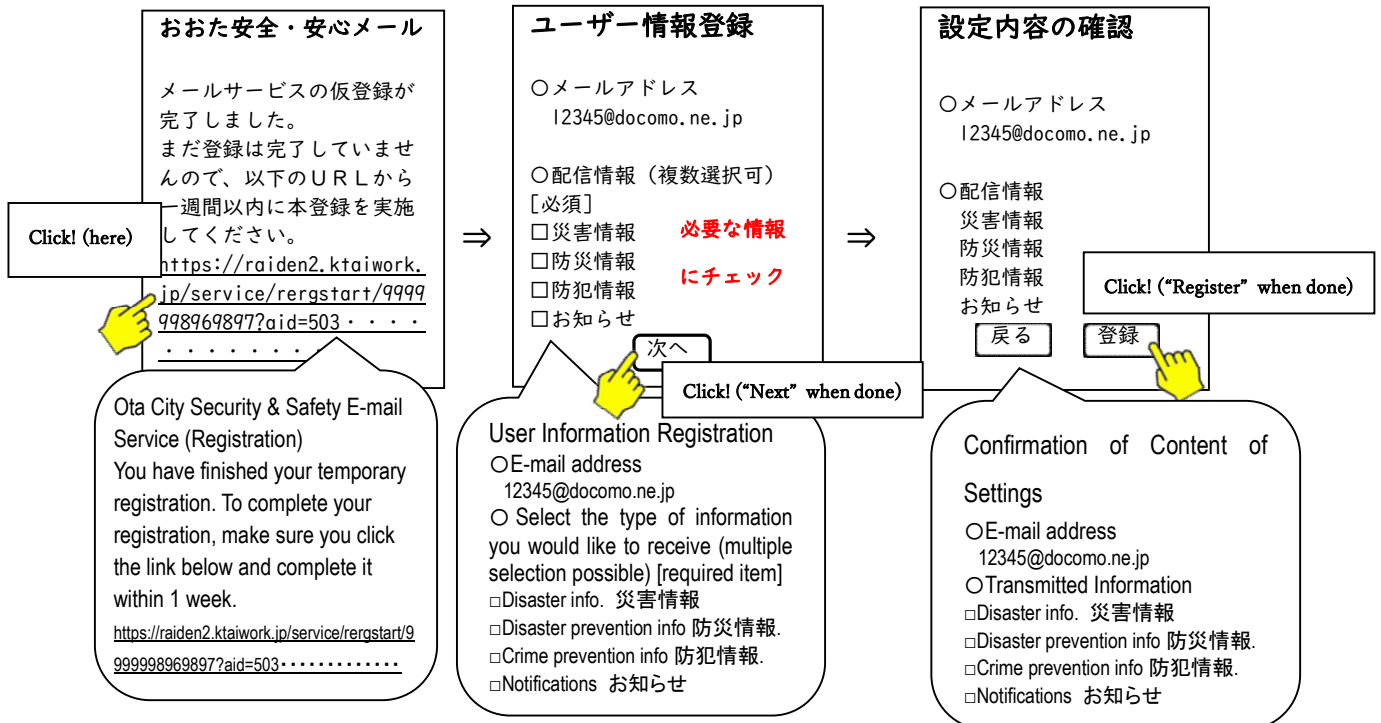 おおた安全・安心メール
メールサービスの仮登録が
完了しました。
まだ登録は完了していませ
んので、以下のＵＲＬから
一週間以内に本登録を実施
してください。
https://raiden2.ktaiwork.
jp/service/rergstart/9999
998969897?aid=503・・・・
・・・・・・・・
Click! (here)
Ota City Security & Safety E-mail
Service (Registration)
You have finished your temporary
registration. To complete your
registration, make sure you click
the link below and complete it
within 1 week.
https://raiden2.ktaiwork.jp/service/rergstart/9
999998969897?aid=503・・・・・・・・・・・・・
⇒
ユーザー情報登録
〇メールアドレス
12345@docomo.ne.jp
〇配信情報（複数選択可）
[必須]
□災害情報
□防災情報
□防犯情報
□お知らせ
必要な情報
にチェック
次へ
Click! (“Next” when done)
User Information Registration
〇E-mail address
12345@docomo.ne.jp
〇 Select the type of information
you would like to receive (multiple
selection possible) [required item]
□Disaster info. 災害情報
□Disaster prevention info 防災情報.
□Crime prevention info 防犯情報.
□Notifications お知らせ
⇒
設定内容の確認
〇メールアドレス
12345@docomo.ne.jp
〇配信情報
災害情報
防災情報
防犯情報
お知らせ
戻る 登録
Click! (“Register” when done)
Confirmation of Content of
Settings
〇E-mail address
12345@docomo.ne.jp
〇Transmitted Information
□Disaster info. 災害情報
□Disaster prevention info 防災情報.
□Crime prevention info 防犯情報.
□Notifications お知らせ